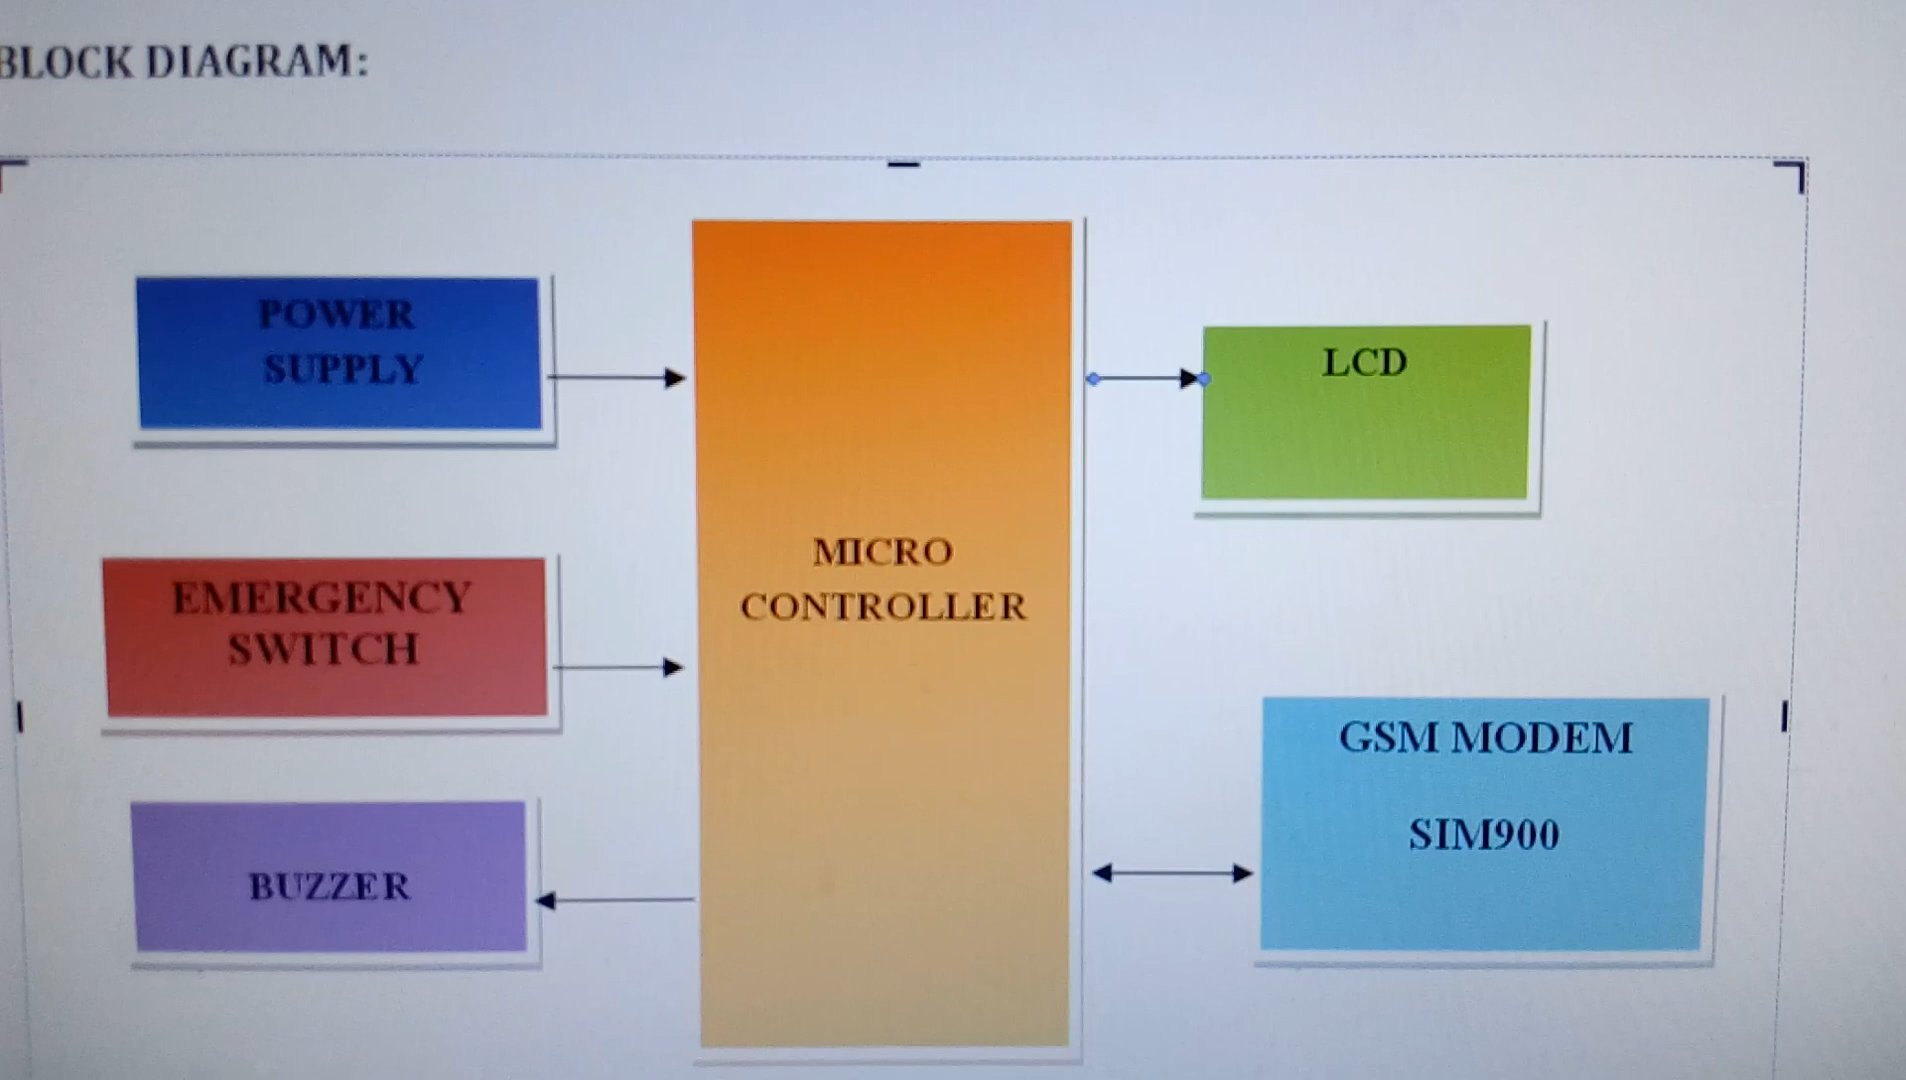 BLOCK DIAGRAM:
POWER
SUPPLY
EMERGENCY
SWITCH
BUZZER
MICRO
CONTROLLER
LCD
GSM MODEM
SIM900